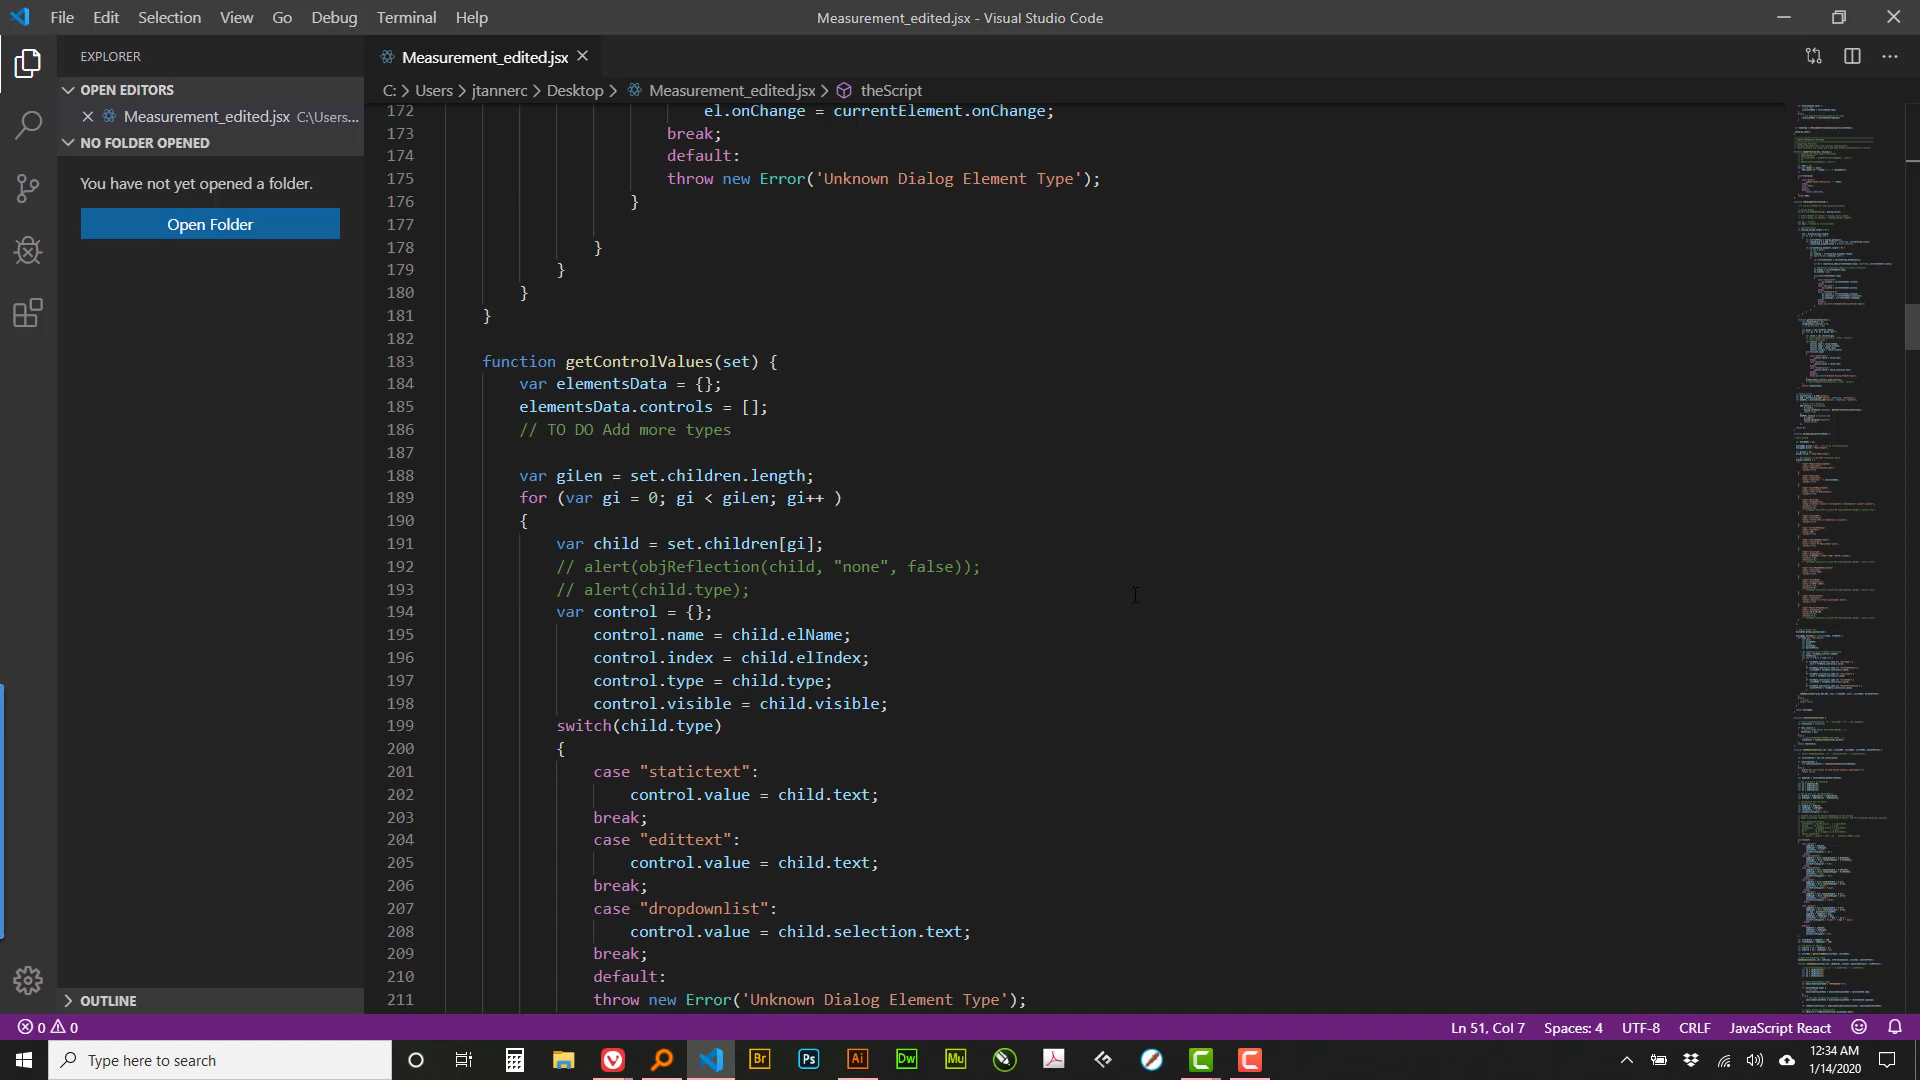 File Edit Selection View Go Debug Terminal Help
Measurement_edited.jsx - Visual Studio Code
EXPLORER
OPEN EDITORS
Measurement_edited.jsx C:\Users...
NO FOLDER OPENED
You have not yet opened a folder.
Open Folder
OUTLINE
Measurement_edited.jsx
C: > Users > jtannerc > Desktop > Measurement_edited.jsx > theScript
172 el.onChange = currentElement.onChange;
173 break;
174 default:
175 throw new Error('Unknown Dialog Element Type');
176 }
177
178 }
179 }
180 }
181 }
182
183 function getControlValues(set) {
184 var elementsData = {};
185 elementsData.controls = [];
186 // TO DO Add more types
187
188 var giLen = set.children.length;
189 for (var gi = 0; gi < giLen; gi++ )
190 {
191 var child = set.children[gi];
192 // alert(objReflection(child, "none", false));
193 // alert(child.type);
194 var control = {};
195 control.name = child.elName;
196 control.index = child.elIndex;
197 control.type = child.type;
198 control.visible = child.visible;
199 switch(child.type)
200 {
201 case "statictext":
202 control.value = child.text;
203 break;
204 case "edittext":
205 control.value = child.text;
206 break;
207 case "dropdownlist":
208 control.value = child.selection.text;
209 break;
210 default:
211 throw new Error('Unknown Dialog Element Type');
0 0
Ln 51, Col 7 Spaces: 4 UTF-8 CRLF JavaScript React
Type here to search
Br Ps Ai Dw Mu
12:34 AM
1/14/2020